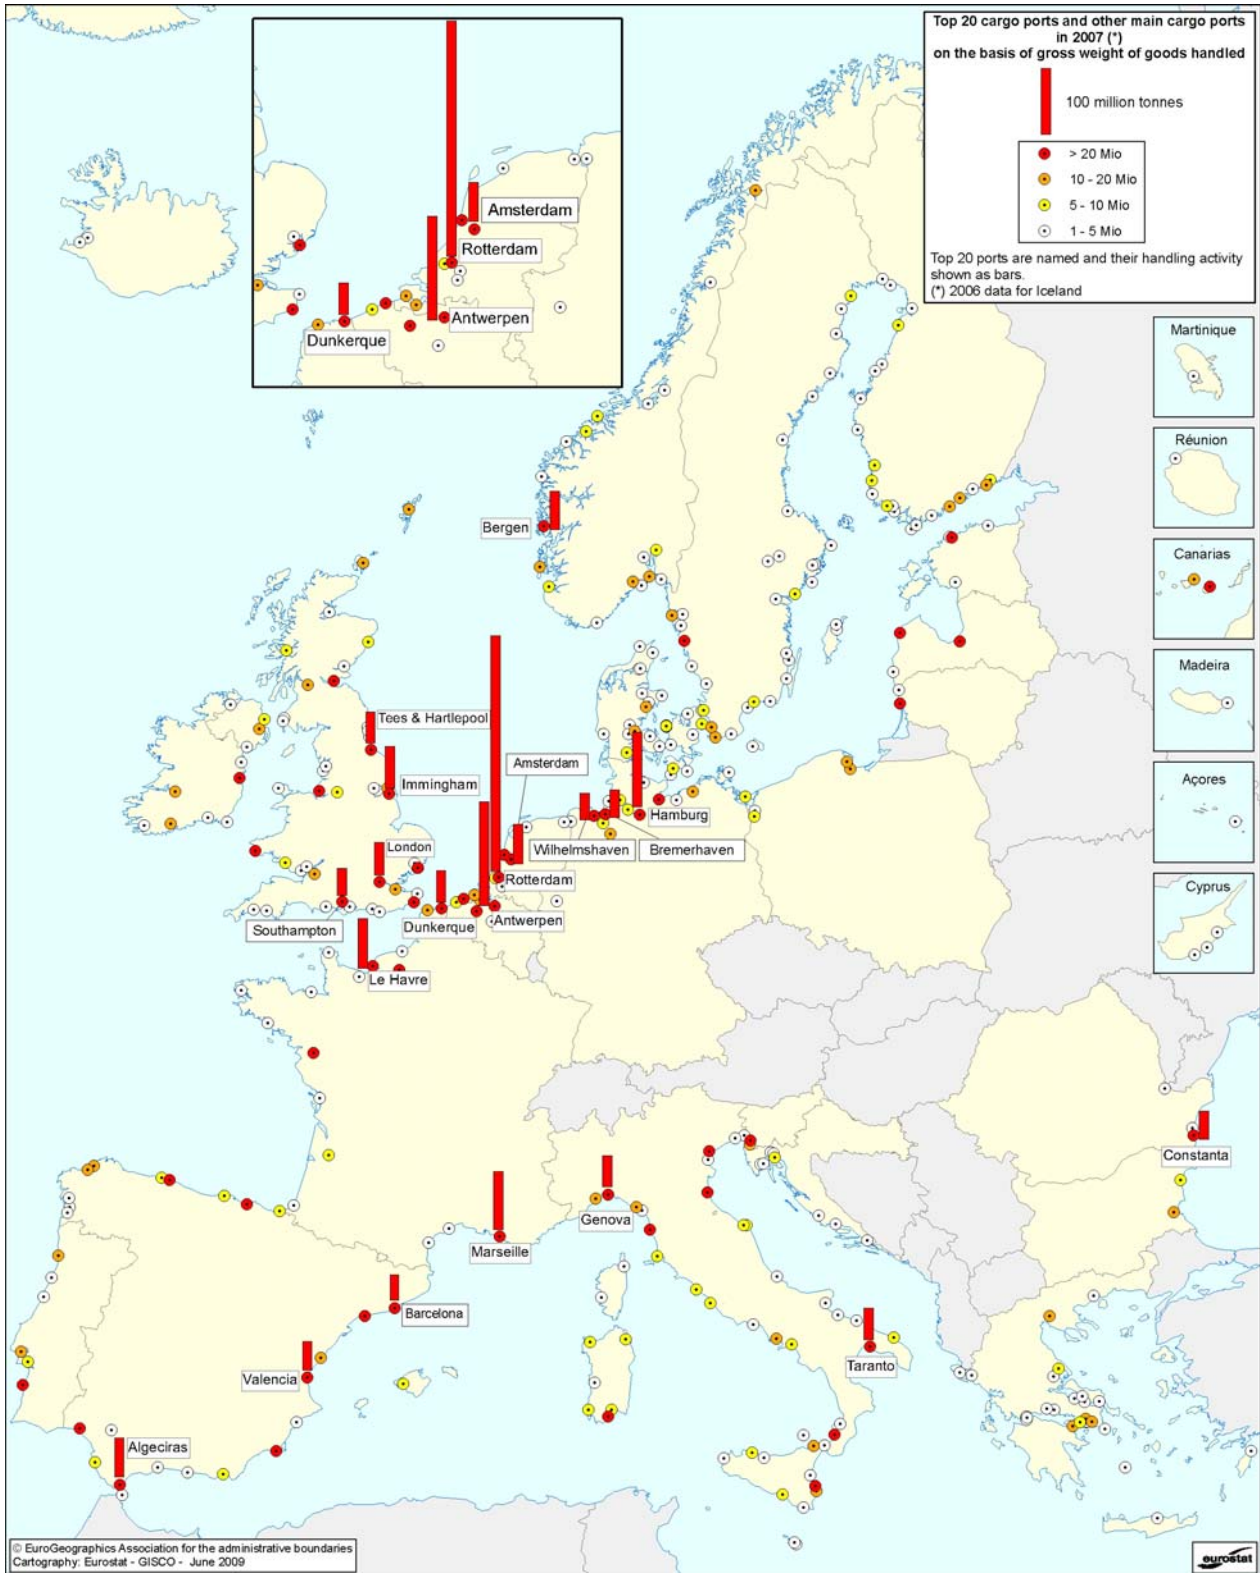 Top 20 cargo ports and other main cargo ports
in 2007 (*)
on the basis of gross weight of goods handled
100 million tonnes
> 20 Mio
10 - 20 Mio
5 - 10 Mio
1 - 5 Mio
Top 20 ports are named and their handling activity
shown as bars.
(*) 2006 data for Iceland
Amsterdam
Rotterdam
Antwerpen
Dunkerque
Martinique
Réunion
Canarias
Madeira
Açores
Cyprus
Bergen
Tees & Hartlepool
Amsterdam
Immingham
Hamburg
London
Wilhelmshaven
Bremerhaven
Rotterdam
Antwerpen
Dunkerque
Southampton
Le Havre
Constanta
Genova
Marseille
Barcelona
Taranto
Valencia
Algeciras
© EuroGeographics Association for the administrative boundaries
Cartography: Eurostat - GISCO - June 2009
eurostat